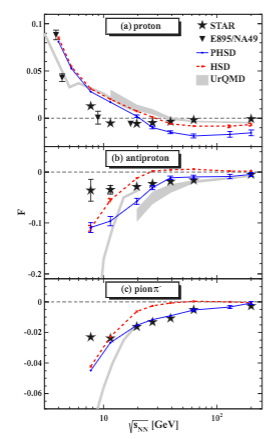 0.1
(a) proton
STAR
E895/NA49
PHSD
HSD
UrQMD
0.05
0
(b) antiproton
0
F
-0.1
-0.2
(c) pion π⁻
0
-0.02
-0.04
-0.06
10
10²
√s_NN [GeV]